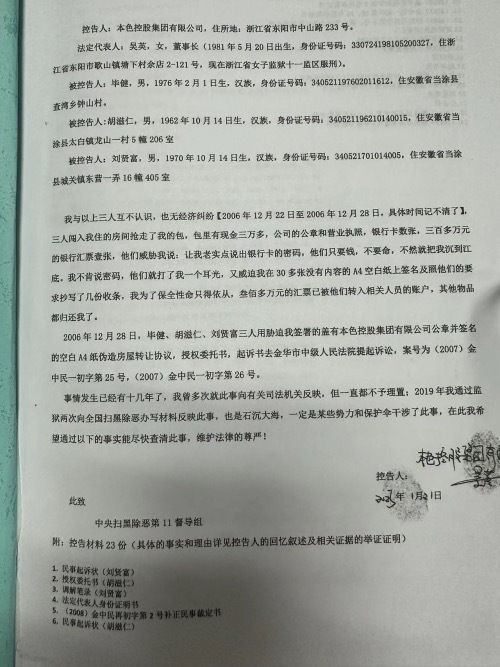 控告人：本色控股集团有限公司，住所地：浙江省东阳市中山路 233 号。
法定代表人：吴英，女，董事长（1981 年 5 月 20 日出生，身份证号码：330724198105200327，住浙
江省东阳市歌山镇塘下村余店 2-121 号，现在浙江省女子监狱十一监区服刑）。
被控告人：毕健，男，1976 年 2 月 1 日生，汉族，身份证号码：340521197602011612，住安徽省当涂县
查湾乡钟山村。
被控告人：胡滋仁，男，1962 年 10 月 14 日生，汉族，身份证号码：340521196210140015，住安徽省当
涂县太白镇龙山一村 5 幢 206 室
被控告人：刘贤富，男，1970 年 10 月 14 日生，汉族，身份证号码：340521701014005，住安徽省当涂
县城关镇东营一弄 16 幢 405 室
我与以上三人互不认识，也无经济纠纷【2006 年 12 月 22 日至 2006 年 12 月 28 日，具体时间记不清了】，
三人闯入我住的房间抢走了我的包，包里有现金三万多，公司的公章和营业执照，银行卡数张，三百多万元
的银行汇票壹张，他们威胁我说：让我老实点说出银行卡的密码，他们只要钱，不要命，不然就把我沉到江
底。我不肯说密码，他们就打了我一个耳光，又威迫我在 30 多张没有内容的 A4 空白纸上签名及照他们的要
求抄写了几份收条，我为了保全性命只得依从，叁佰多万元的汇票已被他们转入相关人员的账户，其他物品
都归还我了。
2006 年 12 月 28 日，毕健、胡滋仁、刘贤富三人用胁迫我签署的盖有本色控股集团有限公司公章并签名
的空白 A4 纸伪造房屋转让协议，授权委托书，起诉书去金华市中级人民法院提起诉讼，案号为（2007）金
中民一初字第 25 号，（2007）金中民一初字第 26 号。
事情发生已经有十几年了，我曾多次就此事向有关司法机关反映，但一直都不予理置；2019 年我通过监
狱两次向全国扫黑除恶办写材料反映此事，也是石沉大海，一定是某些势力和保护伞干涉了此事，在此我希
望通过以下的事实能尽快查清此事，维护法律的尊严！
控告人：
年 1月21日
此致
中央扫黑除恶第 11 督导组
附：控告材料 23 份（具体的事实和理由详见控告人的回忆叙述及相关证据的举证证明）
1. 民事起诉状（刘贤富）
2. 授权委托书（胡滋仁）
3. 调解笔录（刘贤富）
4. 法定代表人身份证明书
5. （2008）金中民再初字第 2 号补正民事裁定书
6. 民事起诉状（胡滋仁）